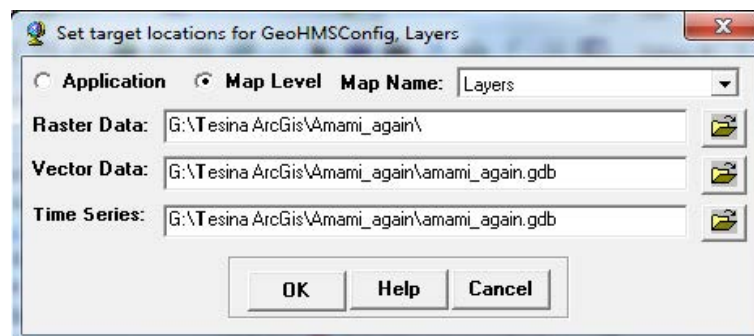 Set target locations for GeoHMSConfig, Layers
Application Map Level Map Name: Layers
Raster Data: G:\Tesina ArcGis\Amami_again\
Vector Data: G:\Tesina ArcGis\Amami_again\amami_again.gdb
Time Series: G:\Tesina ArcGis\Amami_again\amami_again.gdb
OK Help Cancel